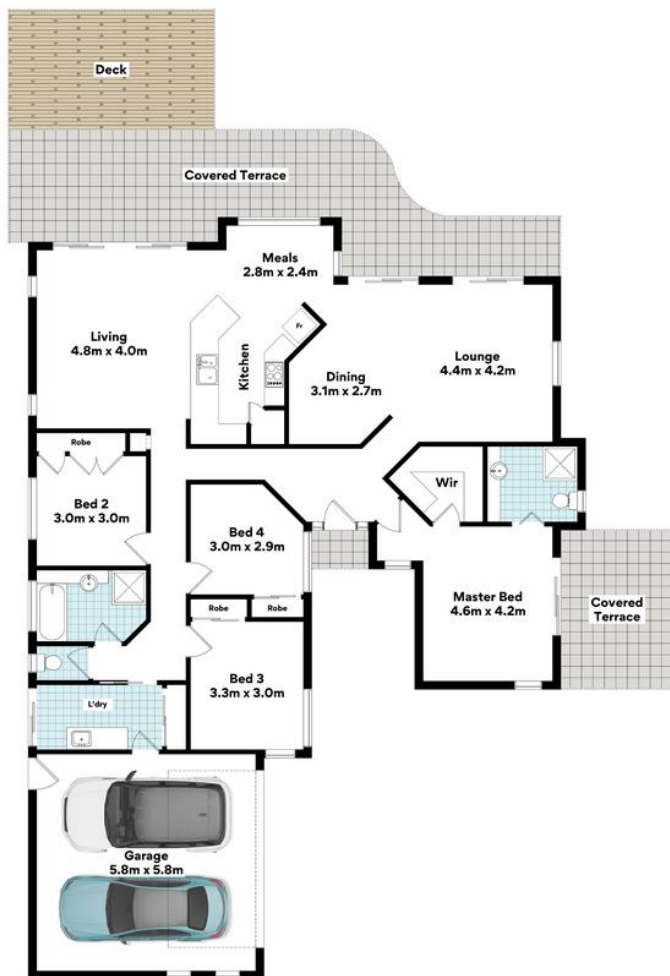 Deck
Covered Terrace
Meals
2.8m x 2.4m
Living
4.8m x 4.0m
Kitchen
Fr
Dining
3.1m x 2.7m
Lounge
4.4m x 4.2m
Robe
Bed 2
3.0m x 3.0m
Wir
Bed 4
3.0m x 2.9m
Master Bed
4.6m x 4.2m
Covered
Terrace
Robe
Robe
Bed 3
3.3m x 3.0m
L'dry
Garage
5.8m x 5.8m